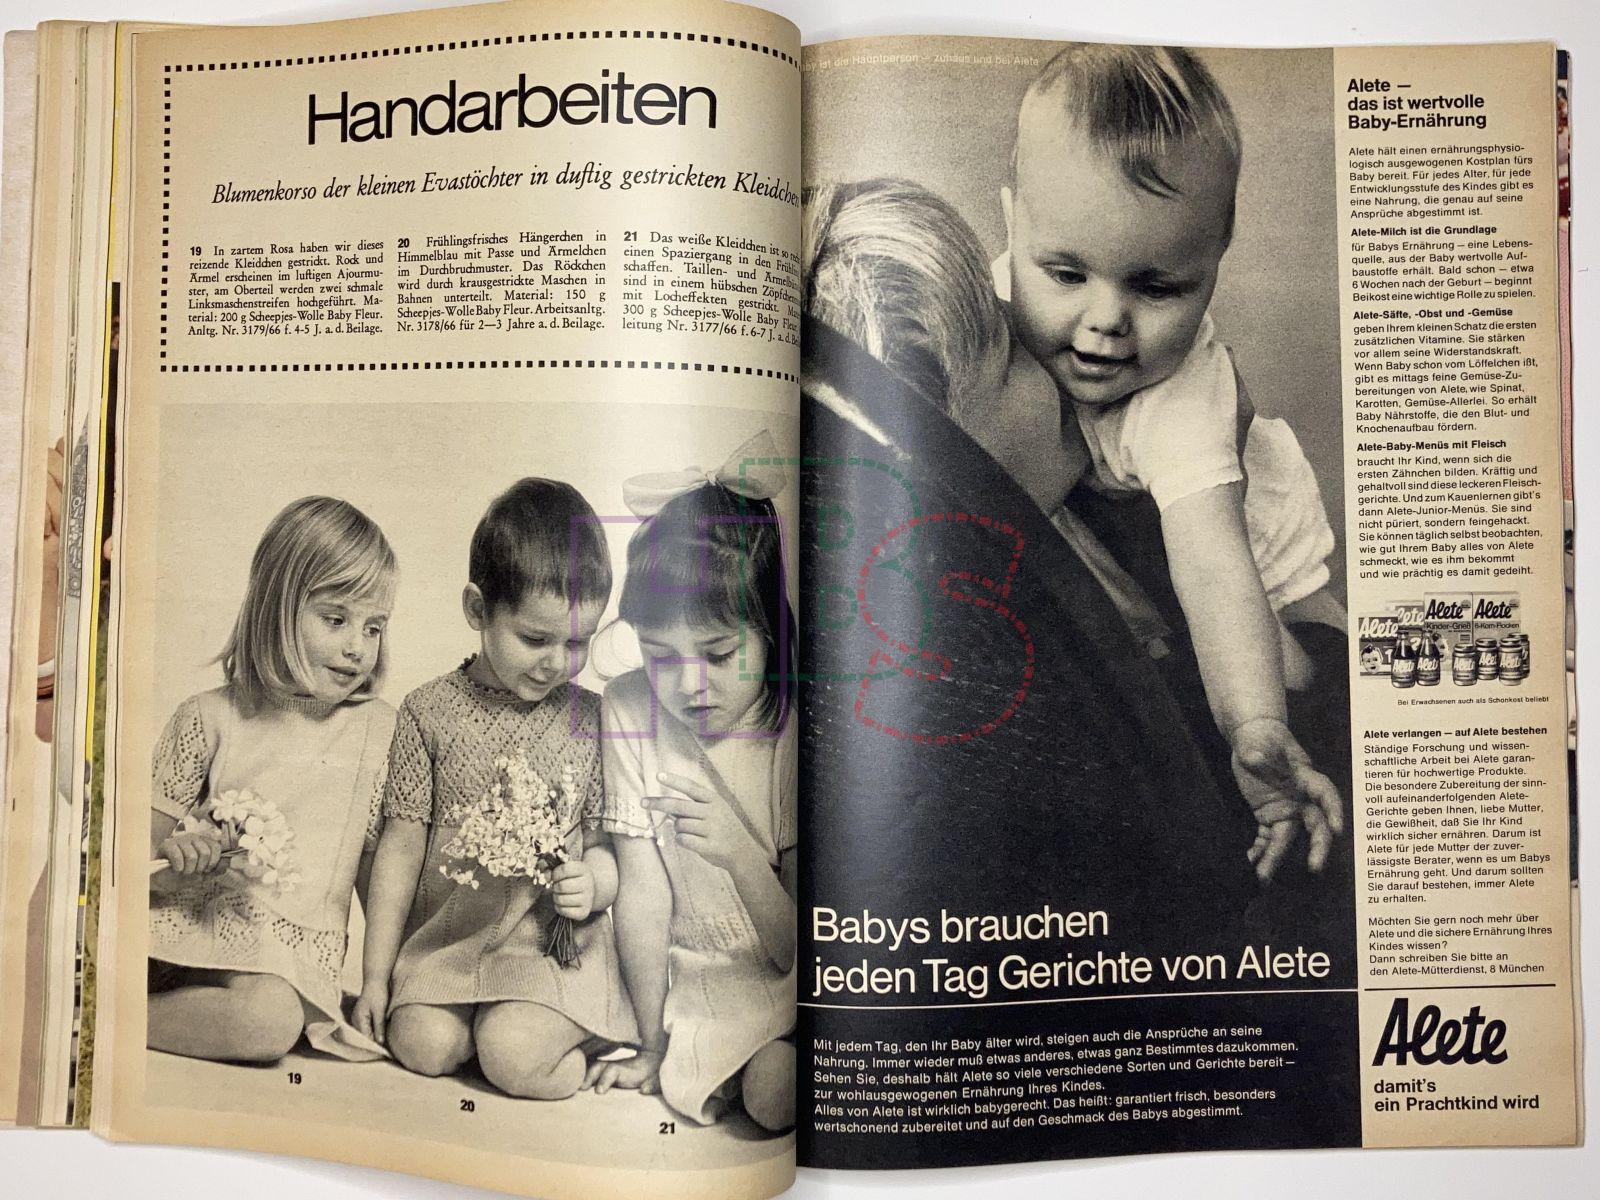 Handarbeiten
Blumenkorso der kleinen Evastöchter in duftig gestrickten Kleidchen
19 In zartem Rosa haben wir dieses
reizende Kleidchen gestrickt. Rock und
Ärmel erscheinen im luftigen Ajourmu-
ster, am Oberteil werden zwei schmale
Linksmaschenstreifen hochgeführt. Ma-
terial: 200 g Scheepjes-Wolle Baby Fleur.
Anltg. Nr. 3179/66 f. 4-5 J. a. d. Beilage.
20 Frühlingsfrisches Hängerchen in
Himmelblau mit Passe und Ärmelchen
im Durchbruchmuster. Das Röckchen
wird durch krausgestrickte Maschen in
Bahnen unterteilt. Material: 150 g
Scheepjes-Wolle Baby Fleur. Arbeitsanltg.
Nr. 3178/66 für 2—3 Jahre a. d. Beilage.
21 Das weiße Kleidchen ist so
einen Spaziergang in den
schaffen. Taillen- und
sind in einem hübschen
mit Locheffekten gestrickt.
300 g Scheepjes-Wolle Baby Fleur
leitung Nr. 3177/66 f. 6-7 J. a. d.
19
20
21
ist die Hauptperson — zuhaus und bei Alete
Babys brauchen
jeden Tag Gerichte von Alete
Mit jedem Tag, den Ihr Baby älter wird, steigen auch die Ansprüche an seine
Nahrung. Immer wieder muß etwas anderes, etwas ganz Bestimmtes dazukommen.
Sehen Sie, deshalb hält Alete so viele verschiedene Sorten und Gerichte bereit —
zur wohlausgewogenen Ernährung Ihres Kindes.
Alles von Alete ist wirklich babygerecht. Das heißt: garantiert frisch, besonders
wertschonend zubereitet und auf den Geschmack des Babys abgestimmt.
Alete —
das ist wertvolle
Baby-Ernährung
Alete hält einen ernährungsphysio-
logisch ausgewogenen Kostplan fürs
Baby bereit. Für jedes Alter, für jede
Entwicklungsstufe des Kindes gibt es
eine Nahrung, die genau auf seine
Ansprüche abgestimmt ist.
Alete-Milch ist die Grundlage
für Babys Ernährung — eine Lebens-
quelle, aus der Baby wertvolle Auf-
baustoffe erhält. Bald schon — etwa
6 Wochen nach der Geburt — beginnt
Beikost eine wichtige Rolle zu spielen.
Alete-Säfte, -Obst und -Gemüse
geben Ihrem kleinen Schatz die ersten
zusätzlichen Vitamine. Sie stärken
vor allem seine Widerstandskraft.
Wenn Baby schon vom Löffelchen ißt,
gibt es mittags feine Gemüse-Zu-
bereitungen von Alete, wie Spinat,
Karotten, Gemüse-Allerlei. So erhält
Baby Nährstoffe, die den Blut- und
Knochenaufbau fördern.
Alete-Baby-Menüs mit Fleisch
braucht Ihr Kind, wenn sich die
ersten Zähnchen bilden. Kräftig und
gehaltvoll sind diese leckeren Fleisch-
gerichte. Und zum Kauenlernen gibt's
dann Alete-Junior-Menüs. Sie sind
nicht püriert, sondern feingehackt.
Sie können täglich selbst beobachten,
wie gut Ihrem Baby alles von Alete
schmeckt, wie es ihm bekommt
und wie prächtig es damit gedeiht.
Alete Alete
Kinder-Grieß 6-Korn-Flocken
Alete
Bei Erwachsenen auch als Schonkost beliebt
Alete verlangen — auf Alete bestehen
Ständige Forschung und wissen-
schaftliche Arbeit bei Alete garan-
tieren für hochwertige Produkte.
Die besondere Zubereitung der sinn-
voll aufeinanderfolgenden Alete-
Gerichte geben Ihnen, liebe Mutter,
die Gewißheit, daß Sie Ihr Kind
wirklich sicher ernähren. Darum ist
Alete für jede Mutter der zuver-
lässigste Berater, wenn es um Babys
Ernährung geht. Und darum sollten
Sie darauf bestehen, immer Alete
zu erhalten.
Möchten Sie gern noch mehr über
Alete und die sichere Ernährung Ihres
Kindes wissen?
Dann schreiben Sie bitte an
den Alete-Mütterdienst, 8 München
Alete
damit's
ein Prachtkind wird